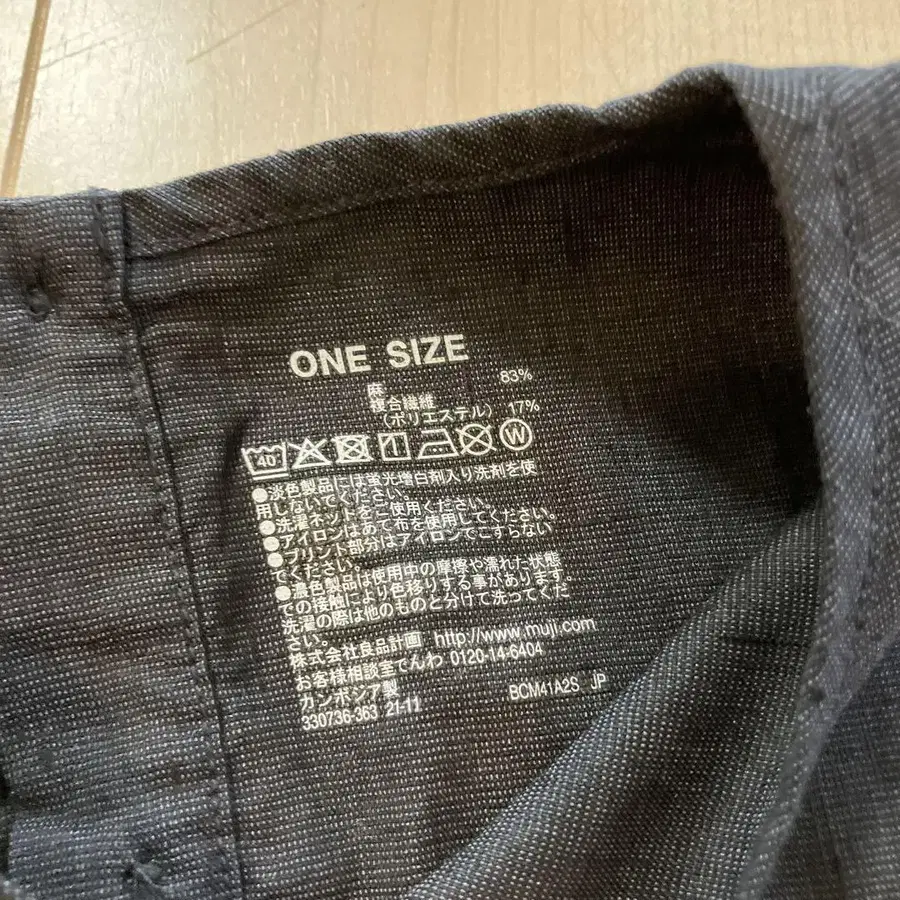 ONE SIZE
麻 83%
複合繊維
(ポリエステル) 17%
40 W
●淡色製品には蛍光増白剤入り洗剤を使
用しないでください。
●洗濯ネットをご使用ください。
●アイロンはあて布を使用してください。
●プリント部分はアイロンでこすらない
でください。
●濃色製品は使用中の摩擦や濡れた状態
での接触により色移りする事があります。
洗濯の際は他のものと分けて洗ってくだ
さい。
株式会社良品計画 http://www.muji.com
お客様相談室でんわ 0120-14-6404
カンボジア製
330736-363 21-11 BCM41A2S JP